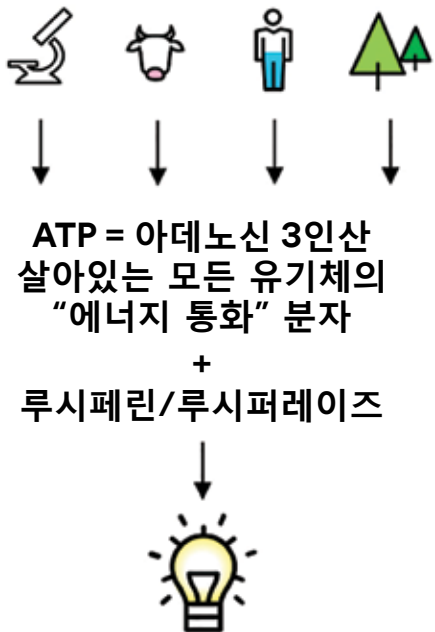 ATP = 아데노신 3인산
살아있는 모든 유기체의
“에너지 통화” 분자
+
루시페린/루시퍼레이즈